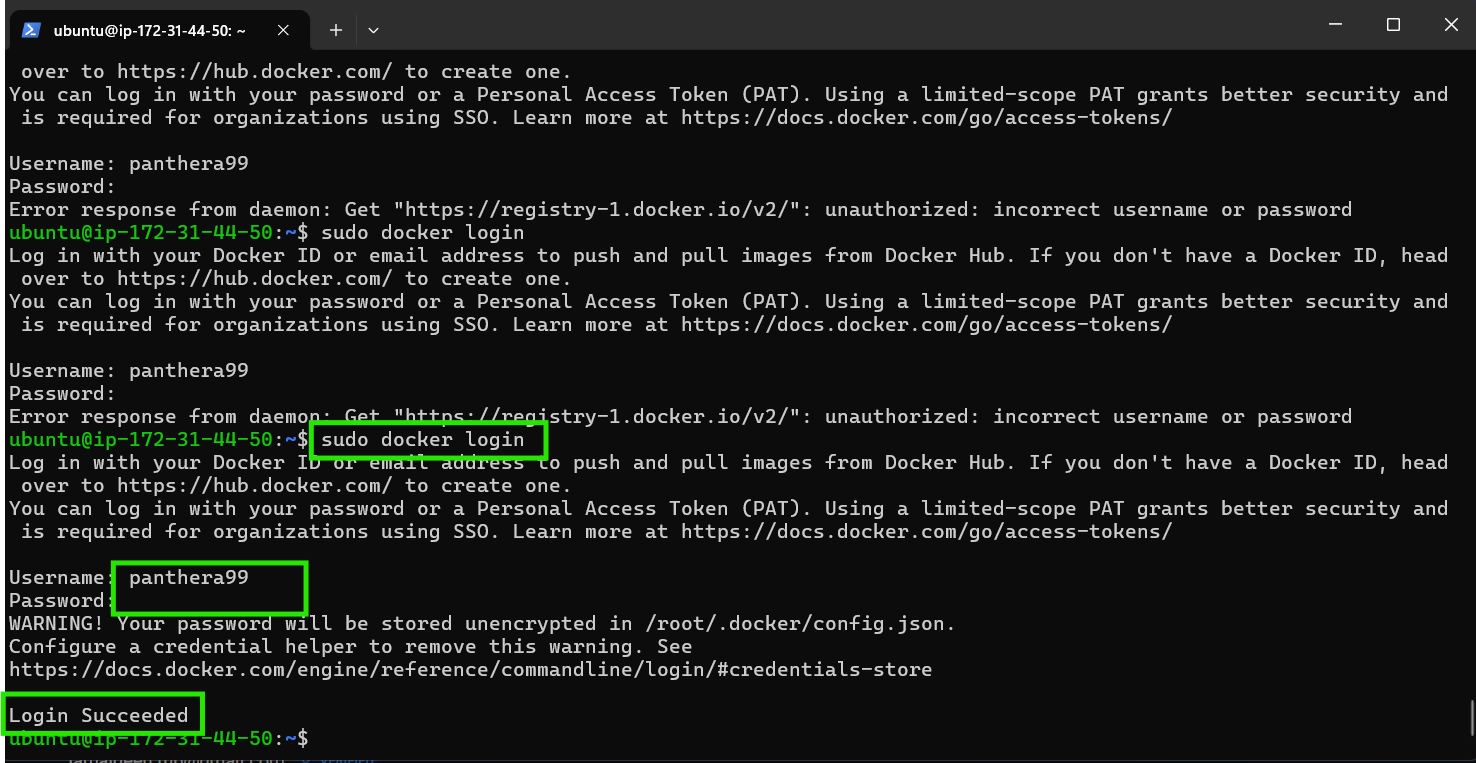 ubuntu@ip-172-31-44-50: ~
over to https://hub.docker.com/ to create one.
You can log in with your password or a Personal Access Token (PAT). Using a limited-scope PAT grants better security and
is required for organizations using SSO. Learn more at https://docs.docker.com/go/access-tokens/
Username: panthera99
Password:
Error response from daemon: Get "https://registry-1.docker.io/v2/": unauthorized: incorrect username or password
ubuntu@ip-172-31-44-50:~$ sudo docker login
Log in with your Docker ID or email address to push and pull images from Docker Hub. If you don't have a Docker ID, head
over to https://hub.docker.com/ to create one.
You can log in with your password or a Personal Access Token (PAT). Using a limited-scope PAT grants better security and
is required for organizations using SSO. Learn more at https://docs.docker.com/go/access-tokens/
Username: panthera99
Password:
Error response from daemon: Get "https://registry-1.docker.io/v2/": unauthorized: incorrect username or password
ubuntu@ip-172-31-44-50:~$ sudo docker login
Log in with your Docker ID or email address to push and pull images from Docker Hub. If you don't have a Docker ID, head
over to https://hub.docker.com/ to create one.
You can log in with your password or a Personal Access Token (PAT). Using a limited-scope PAT grants better security and
is required for organizations using SSO. Learn more at https://docs.docker.com/go/access-tokens/
Username: panthera99
Password:
WARNING! Your password will be stored unencrypted in /root/.docker/config.json.
Configure a credential helper to remove this warning. See
https://docs.docker.com/engine/reference/commandline/login/#credentials-store
Login Succeeded
ubuntu@ip-172-31-44-50:~$